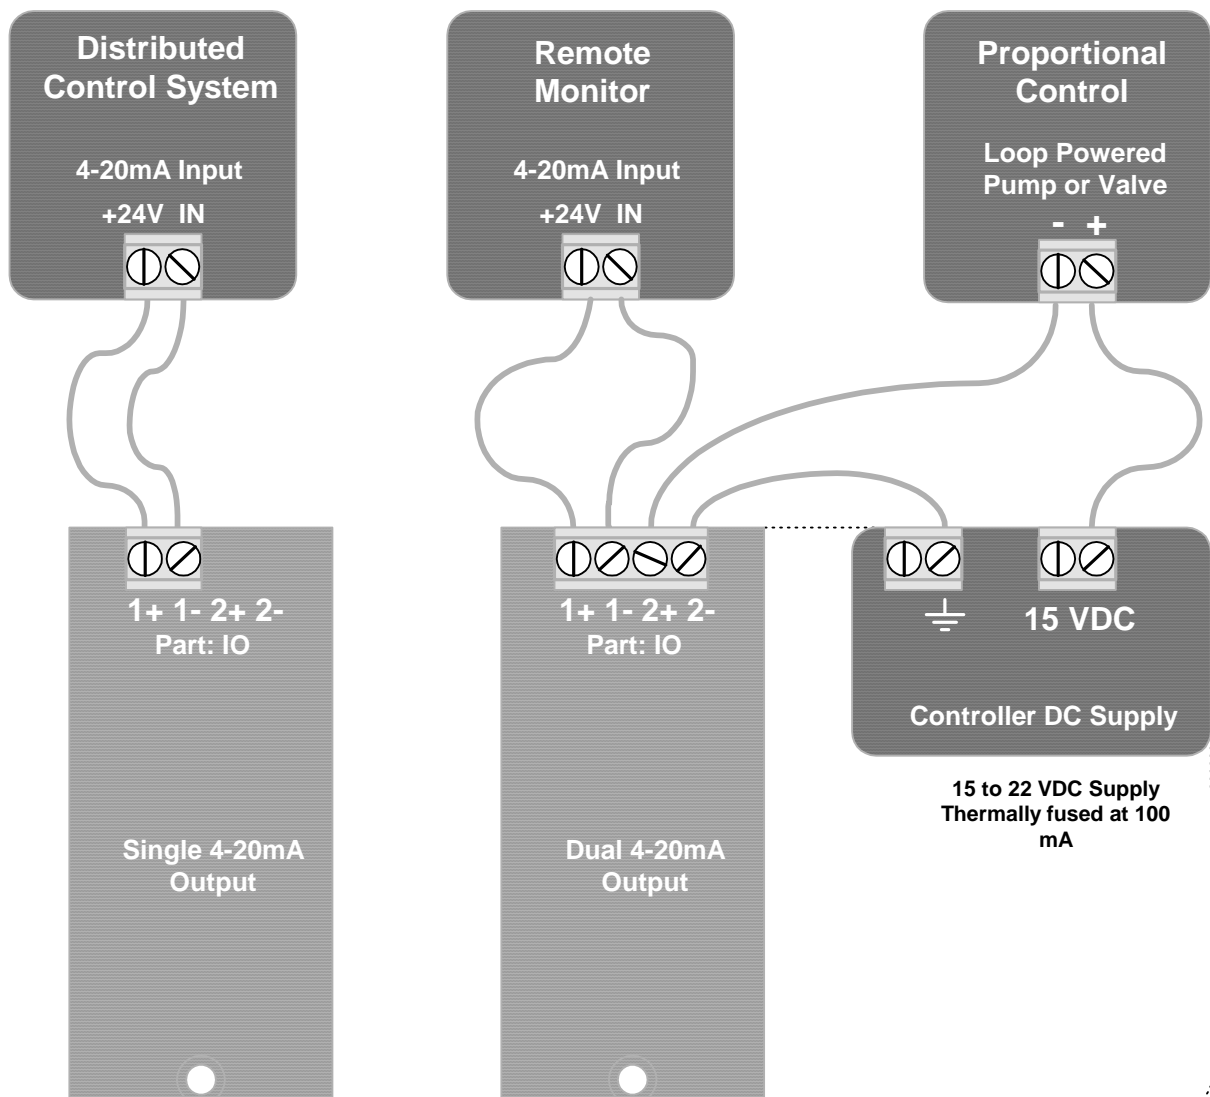 Distributed
Control System
4-20mA Input
+24V IN
Remote
Monitor
4-20mA Input
+24V IN
Proportional
Control
Loop Powered
Pump or Valve
- +
1+ 1- 2+ 2-
Part: IO
Single 4-20mA
Output
1+ 1- 2+ 2-
Part: IO
Dual 4-20mA
Output
15 VDC
Controller DC Supply
15 to 22 VDC Supply
Thermally fused at 100
mA